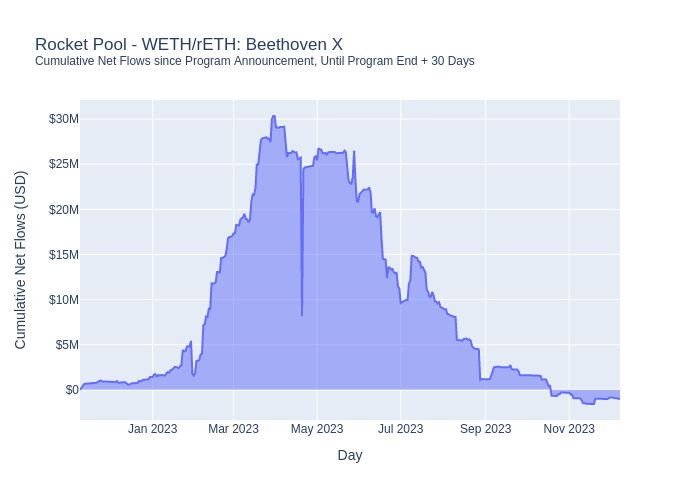 Rocket Pool - WETH/rETH: Beethoven X
Cumulative Net Flows since Program Announcement, Until Program End + 30 Days
Cumulative Net Flows (USD)
$30M
$25M
$20M
$15M
$10M
$5M
$0
Jan 2023
Mar 2023
May 2023
Jul 2023
Sep 2023
Nov 2023
Day